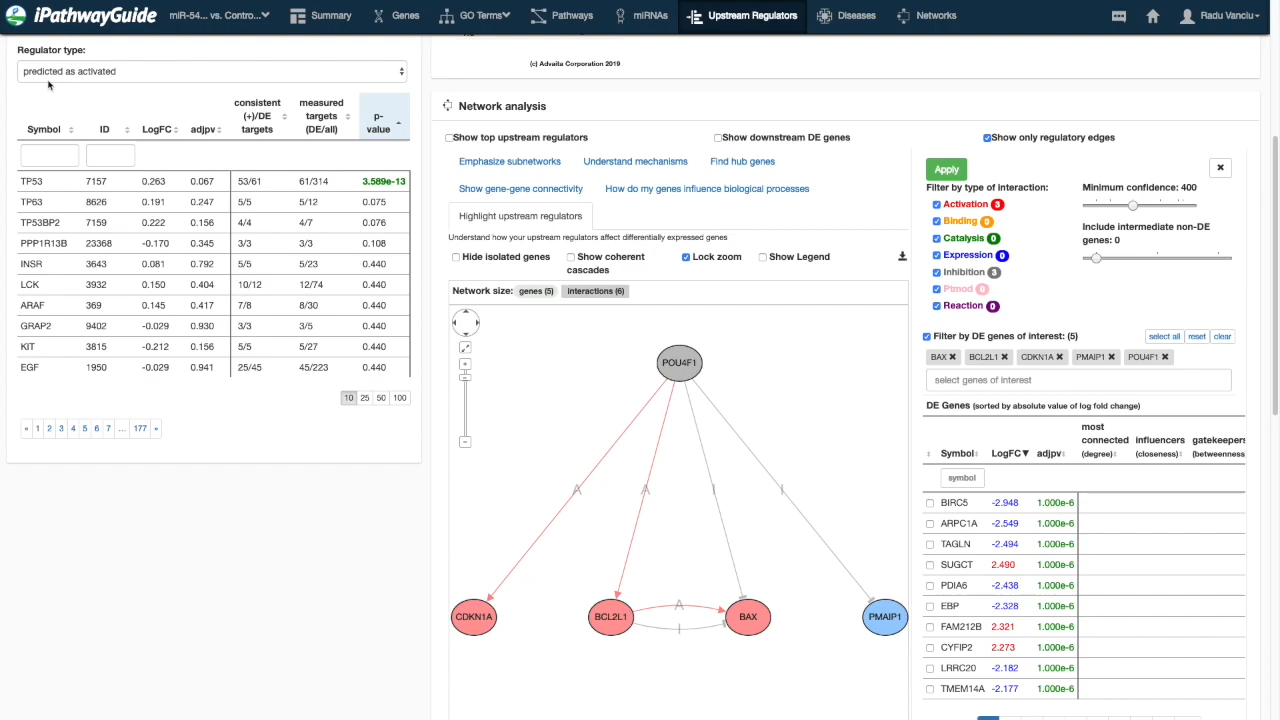 iPathwayGuide miR-54... vs. Contro... Summary Genes GO Terms Pathways miRNAs Upstream Regulators Diseases Networks Radu Vanciu
Regulator type:
predicted as activated
Symbol ID LogFC adjpv consistent (+)/DE targets measured targets (DE/all) p-value
TP53 7157 0.263 0.067 53/61 61/314 3.589e-13
TP63 8626 0.191 0.247 5/5 5/12 0.075
TP53BP2 7159 0.222 0.156 4/4 4/7 0.076
PPP1R13B 23368 -0.170 0.345 3/3 3/3 0.108
INSR 3643 0.081 0.792 5/5 5/23 0.440
LCK 3932 0.150 0.404 10/12 12/74 0.440
ARAF 369 0.145 0.417 7/8 8/30 0.440
GRAP2 9402 -0.029 0.930 3/3 3/5 0.440
KIT 3815 -0.212 0.156 5/5 5/27 0.440
EGF 1950 -0.029 0.941 25/45 45/223 0.440
10 25 50 100
« 1 2 3 4 5 6 7 ... 177 »
(c) Advaita Corporation 2019
Network analysis
Show top upstream regulators Show downstream DE genes Show only regulatory edges
Emphasize subnetworks Understand mechanisms Find hub genes
Show gene-gene connectivity How do my genes influence biological processes
Highlight upstream regulators
Understand how your upstream regulators affect differentially expressed genes
Hide isolated genes Show coherent cascades Lock zoom Show Legend
Network size: genes (5) interactions (6)
POU4F1
A A I I
A
I
CDKN1A BCL2L1 BAX PMAIP1
Apply
Filter by type of interaction:
Activation 3
Binding 0
Catalysis 0
Expression 0
Inhibition 3
Ptmod 0
Reaction 0
Minimum confidence: 400
Include intermediate non-DE
genes: 0
Filter by DE genes of interest: (5) select all reset clear
BAX ✖ BCL2L1 ✖ CDKN1A ✖ PMAIP1 ✖ POU4F1 ✖
select genes of interest
DE Genes (sorted by absolute value of log fold change)
Symbol LogFC▼ adjpv most connected (degree) influencers (closeness) gatekeepers (betweenness
symbol
BIRC5 -2.948 1.000e-6
ARPC1A -2.549 1.000e-6
TAGLN -2.494 1.000e-6
SUGCT 2.490 1.000e-6
PDIA6 -2.438 1.000e-6
EBP -2.328 1.000e-6
FAM212B 2.321 1.000e-6
CYFIP2 2.273 1.000e-6
LRRC20 -2.182 1.000e-6
TMEM14A -2.177 1.000e-6